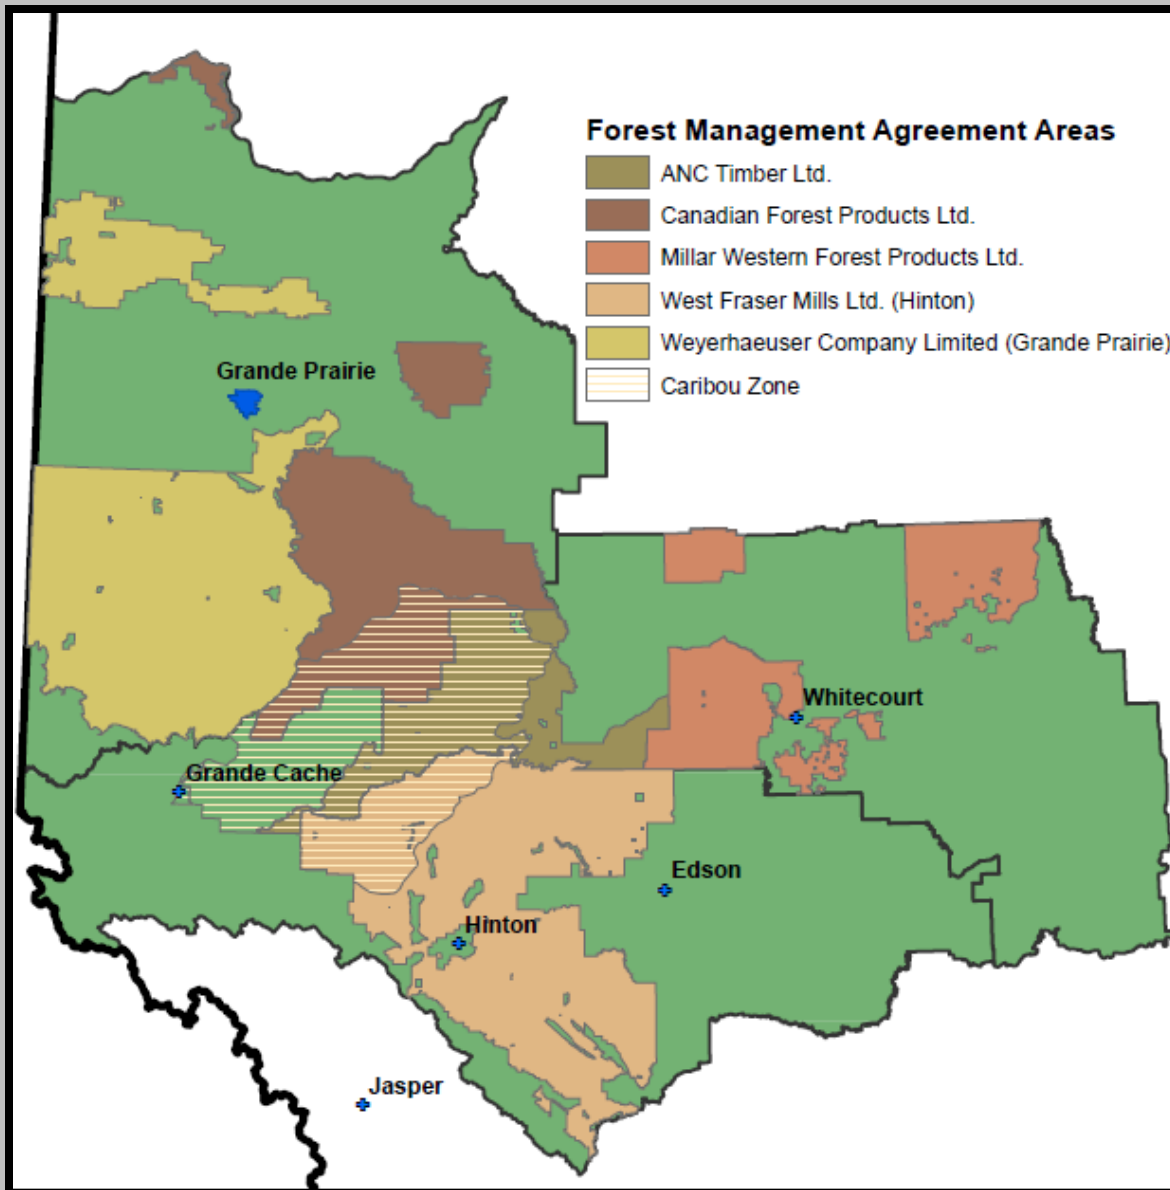 Forest Management Agreement Areas
ANC Timber Ltd.
Canadian Forest Products Ltd.
Millar Western Forest Products Ltd.
West Fraser Mills Ltd. (Hinton)
Weyerhaeuser Company Limited (Grande Prairie)
Caribou Zone
Grande Prairie
Whitecourt
Grande Cache
Edson
Hinton
Jasper